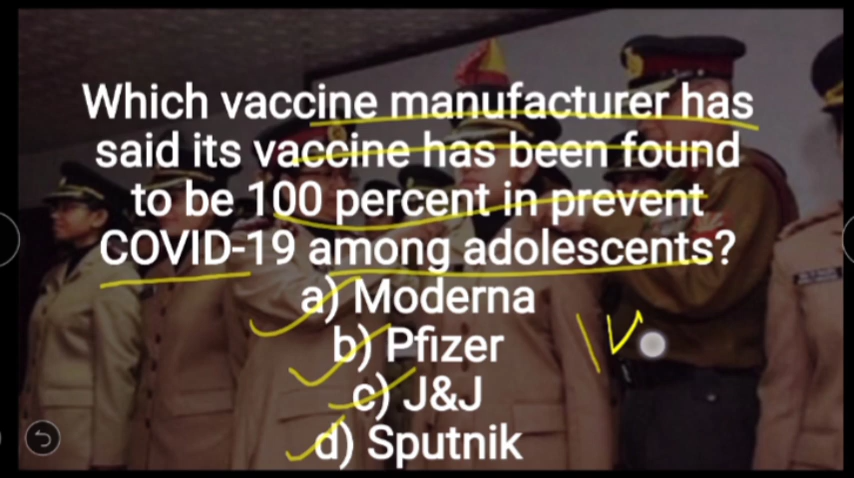 Which vaccine manufacturer has
said its vaccine has been found
to be 100 percent in prevent
COVID-19 among adolescents?
a) Moderna
b) Pfizer
c) J&J
d) Sputnik